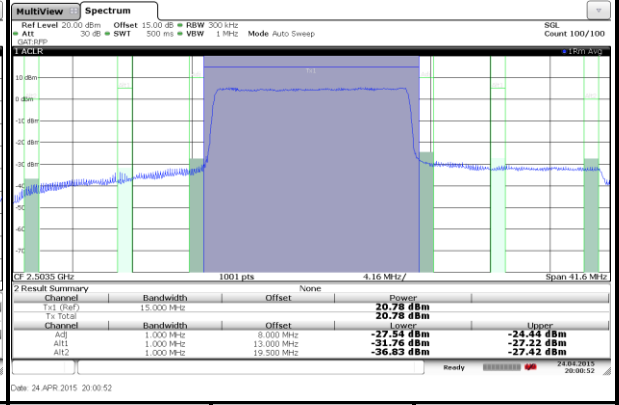 MultiView Spectrum
Ref Level 20.00 dBm Offset 15.00 dB RBW 300 kHz SGL
Att 30 dB SWT 500 ms VBW 1 MHz Mode Auto Sweep Count 100/100
GAT:RFP
1 ACLR 1Rm Avg
Tx1
10 dBm
0 dBm
-10 dBm
-20 dBm
-30 dBm
-40
-50
-60
-70
CF 2.5035 GHz 1001 pts 4.16 MHz/ Span 41.6 MHz
2 Result Summary None
Channel Bandwidth Offset Power
Tx1 (Ref) 15.000 MHz 20.78 dBm
Tx Total 20.78 dBm
Channel Bandwidth Offset Lower Upper
Adj 1.000 MHz 8.000 MHz -27.54 dBm -24.44 dBm
Alt1 1.000 MHz 13.000 MHz -31.76 dBm -27.22 dBm
Alt2 1.000 MHz 19.500 MHz -36.83 dBm -27.42 dBm
Ready 24.04.2015
20:00:52
Date: 24.APR.2015 20:00:52